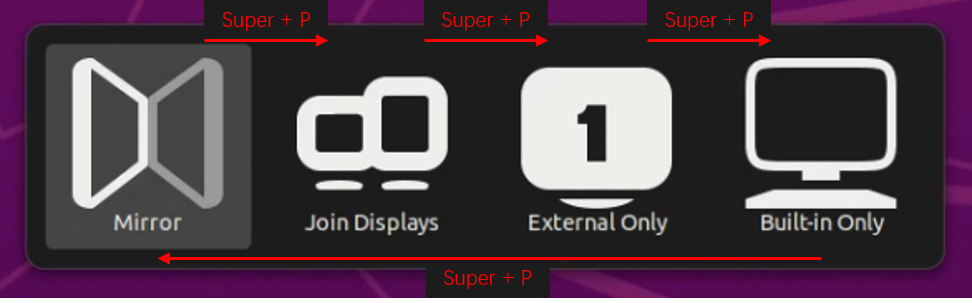 Super + P
Super + P
Super + P
1
Mirror
Join Displays
External Only
Built-in Only
Super + P